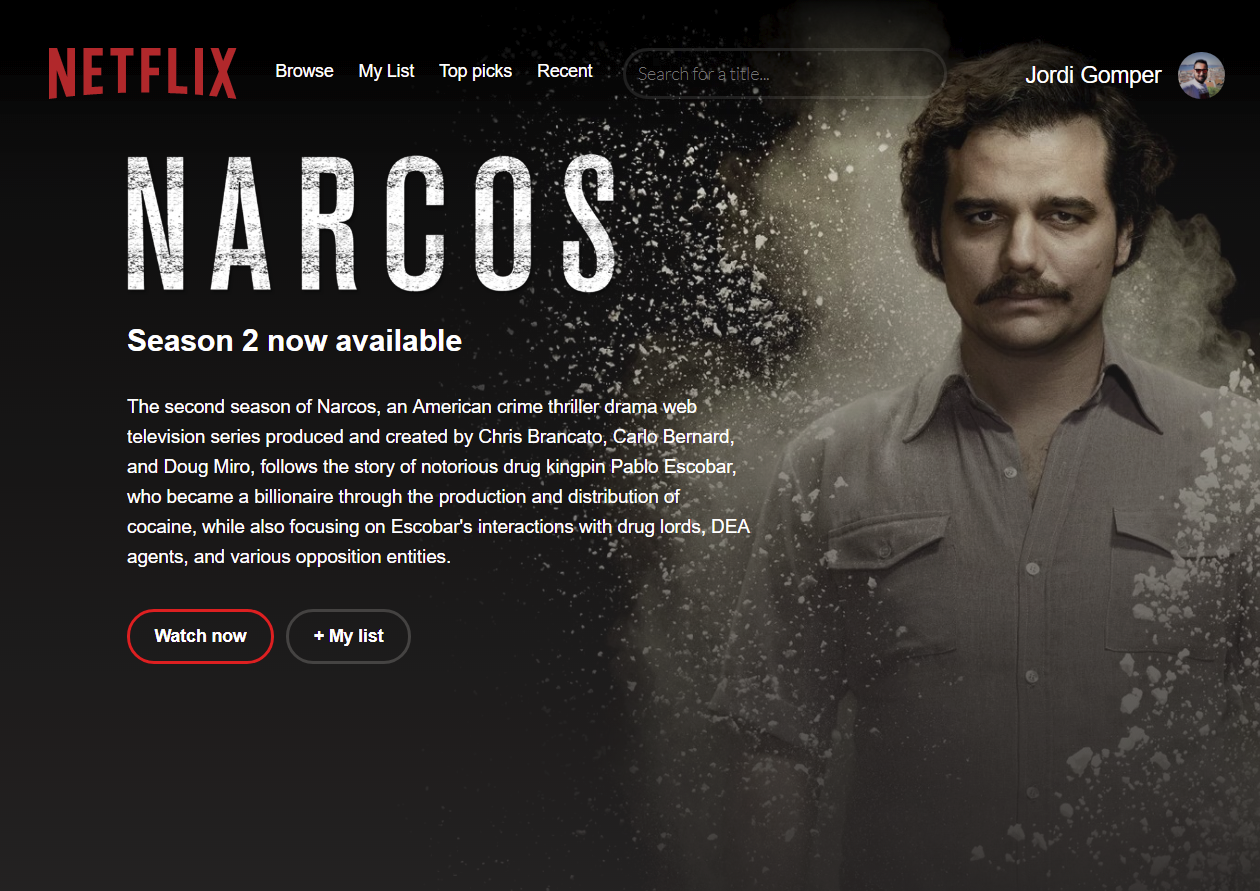 NETFLIX Browse My List Top picks Recent Search for a title... Jordi Gomper
NARCOS
Season 2 now available
The second season of Narcos, an American crime thriller drama web
television series produced and created by Chris Brancato, Carlo Bernard,
and Doug Miro, follows the story of notorious drug kingpin Pablo Escobar,
who became a billionaire through the production and distribution of
cocaine, while also focusing on Escobar's interactions with drug lords, DEA
agents, and various opposition entities.
Watch now + My list